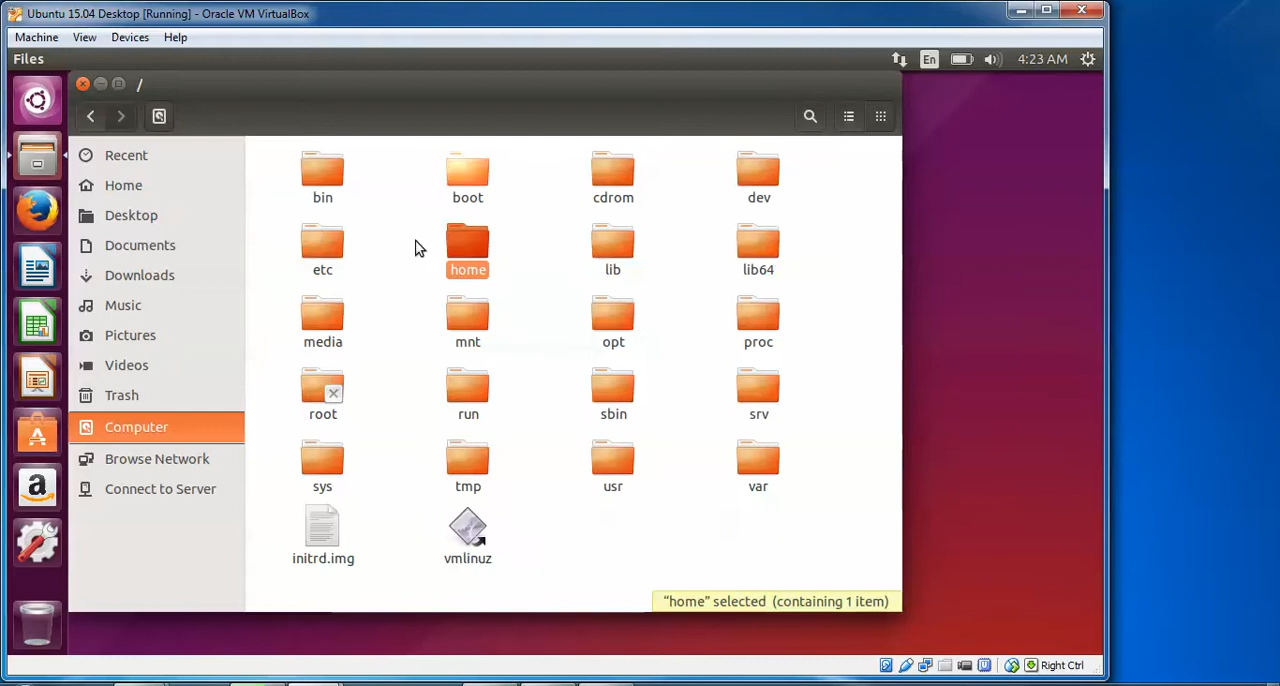 Ubuntu 15.04 Desktop [Running] - Oracle VM VirtualBox
Machine View Devices Help
Files En 4:23 AM
/
Recent
Home
Desktop
Documents
Downloads
Music
Pictures
Videos
Trash
Computer
Browse Network
Connect to Server
bin boot cdrom dev
etc home lib lib64
media mnt opt proc
root run sbin srv
sys tmp usr var
initrd.img vmlinuz
"home" selected (containing 1 item)
Right Ctrl